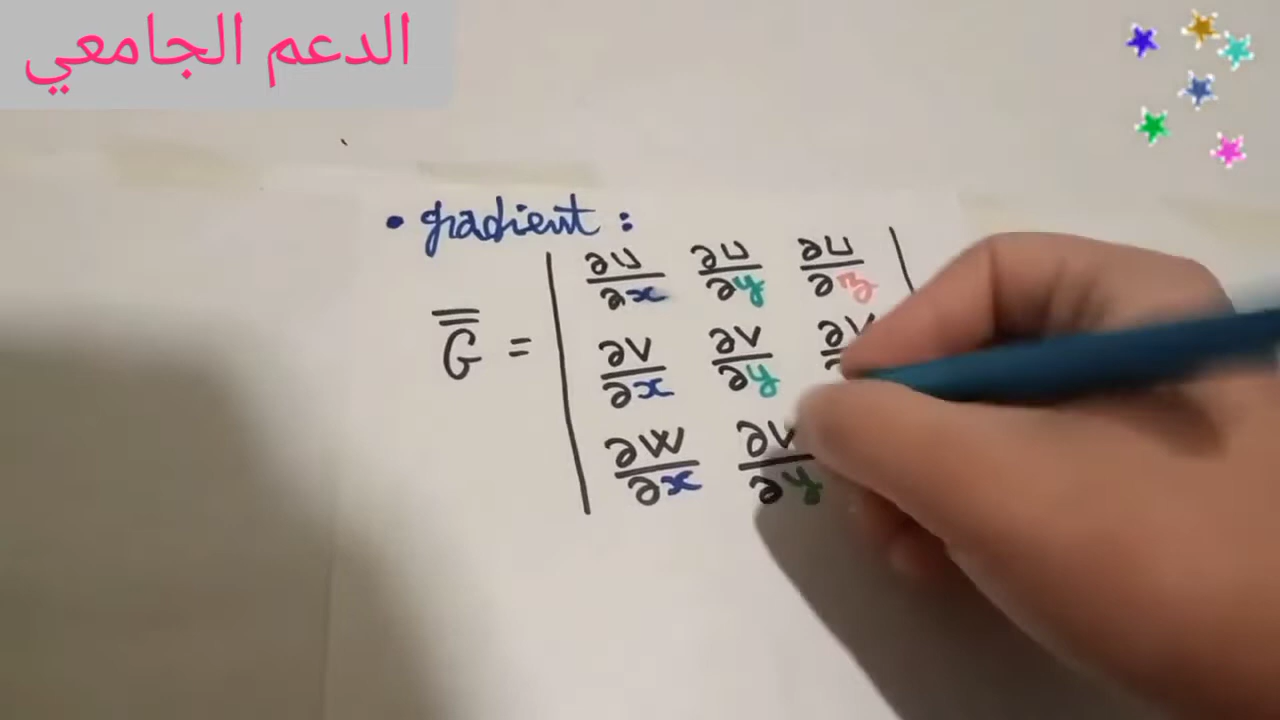 الدعم الجامعي
• gradient :
∂U ∂U ∂U
∂x ∂y ∂z
G =
∂V ∂V ∂V
∂x ∂y
∂W
∂x ∂y